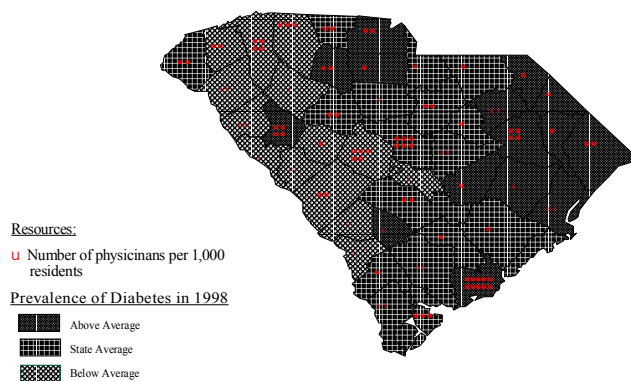 Resources:
u Number of physicinans per 1,000
residents
Prevalence of Diabetes in 1998
Above Average
State Average
Below Average